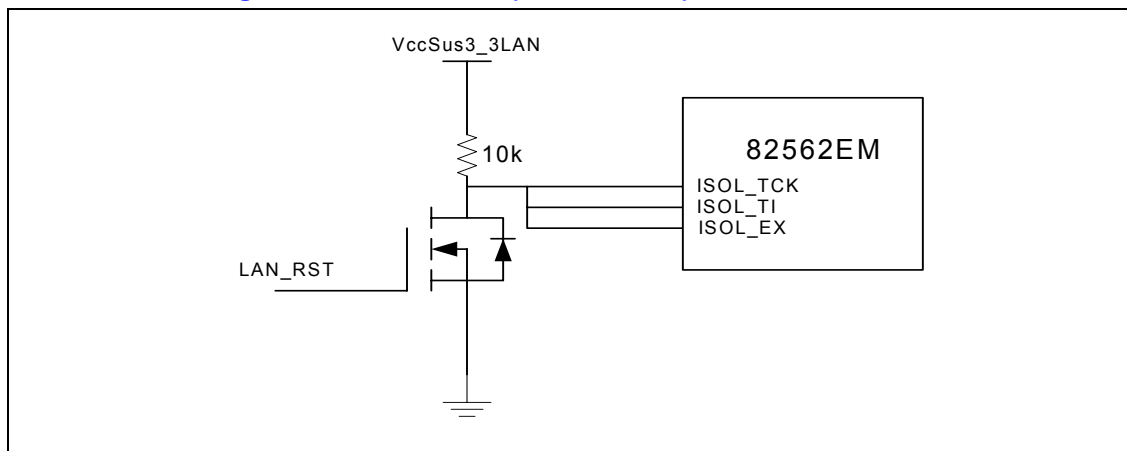 VccSus3_3LAN
10k
82562EM
ISOL_TCK
ISOL_TI
ISOL_EX
LAN_RST